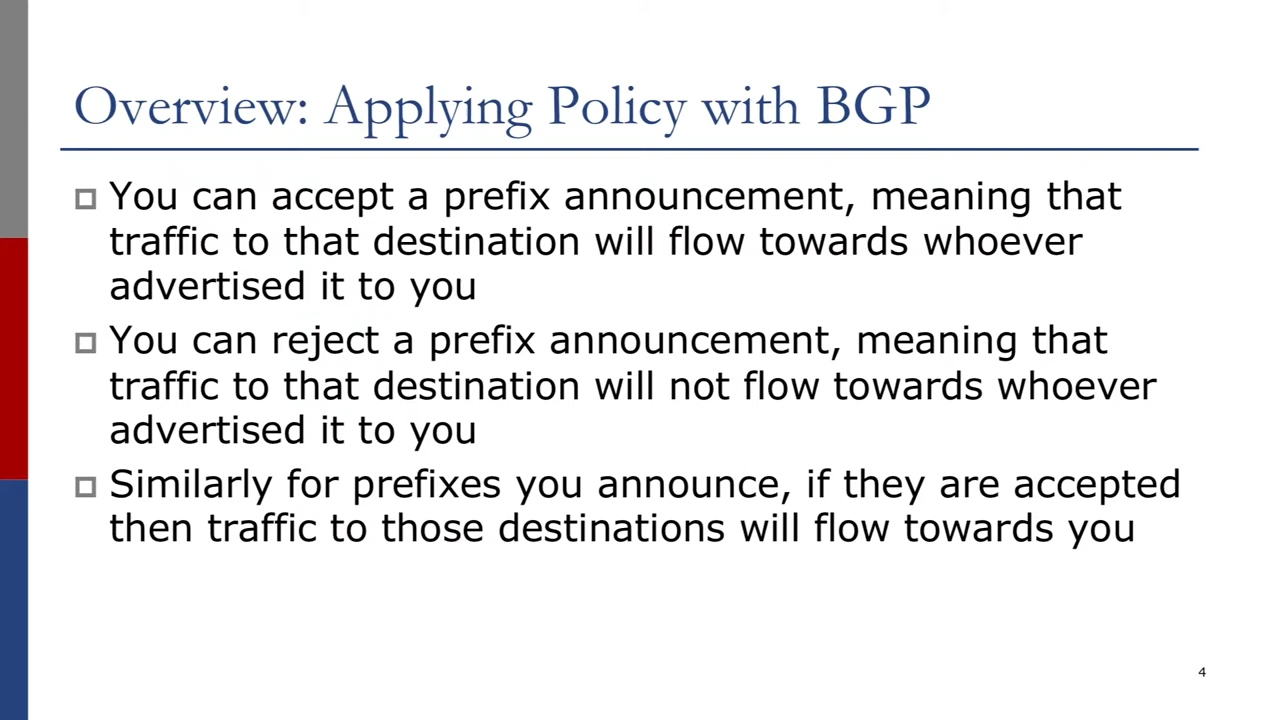 Overview: Applying Policy with BGP
You can accept a prefix announcement, meaning that
traffic to that destination will flow towards whoever
advertised it to you
You can reject a prefix announcement, meaning that
traffic to that destination will not flow towards whoever
advertised it to you
Similarly for prefixes you announce, if they are accepted
then traffic to those destinations will flow towards you
4